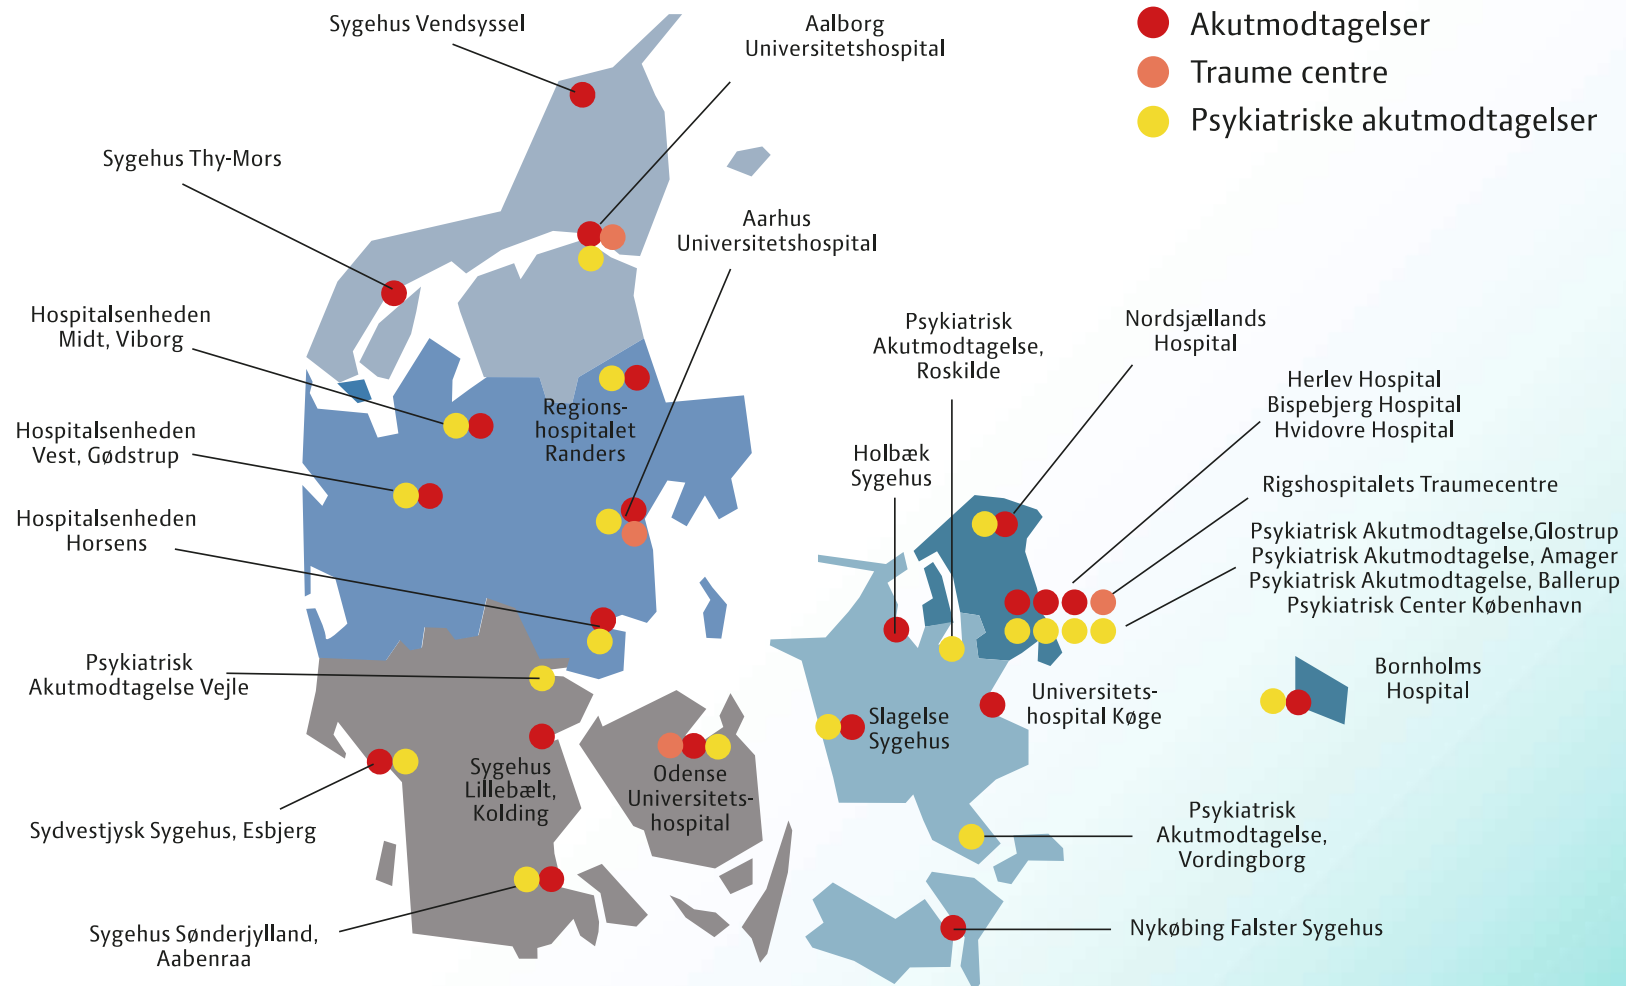 Sygehus Vendsyssel
Aalborg
Universitetshospital
Akutmodtagelser
Traume centre
Psykiatriske akutmodtagelser
Sygehus Thy-Mors
Aarhus
Universitetshospital
Hospitalsenheden
Midt, Viborg
Psykiatrisk
Akutmodtagelse,
Roskilde
Nordsjællands
Hospital
Herlev Hospital
Bispebjerg Hospital
Hvidovre Hospital
Regions-
hospitalet
Randers
Hospitalsenheden
Vest, Gødstrup
Holbæk
Sygehus
Rigshospitalets Traumecentre
Hospitalsenheden
Horsens
Psykiatrisk Akutmodtagelse,Glostrup
Psykiatrisk Akutmodtagelse, Amager
Psykiatrisk Akutmodtagelse, Ballerup
Psykiatrisk Center København
Psykiatrisk
Akutmodtagelse Vejle
Universitets-
hospital Køge
Bornholms
Hospital
Slagelse
Sygehus
Sygehus
Lillebælt,
Kolding
Odense
Universitets-
hospital
Sydvestjysk Sygehus, Esbjerg
Psykiatrisk
Akutmodtagelse,
Vordingborg
Sygehus Sønderjylland,
Aabenraa
Nykøbing Falster Sygehus